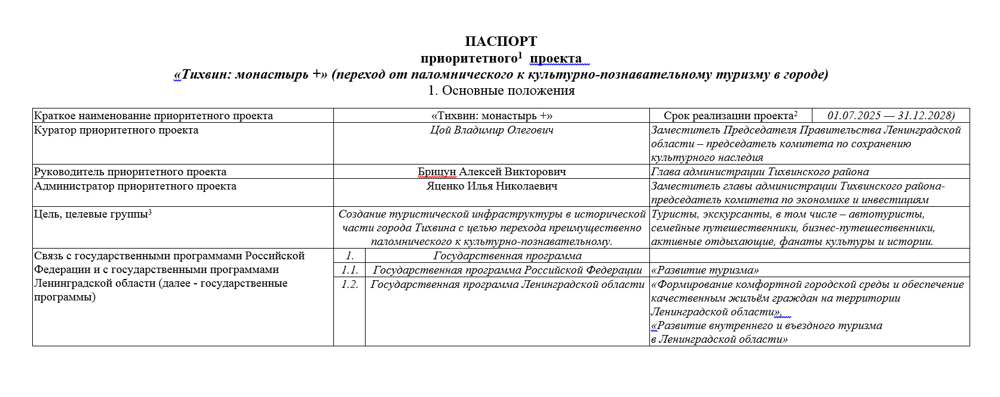 ПАСПОРТ
приоритетного¹ проекта
«Тихвин: монастырь +» (переход от паломнического к культурно-познавательному туризму в городе)
1. Основные положения
Краткое наименование приоритетного проекта
«Тихвин: монастырь +»
Срок реализации проекта²
01.07.2025 — 31.12.2028)
Куратор приоритетного проекта
Цой Владимир Олегович
Заместитель Председателя Правительства Ленинградской
области – председатель комитета по сохранению
культурного наследия
Руководитель приоритетного проекта
Брицун Алексей Викторович
Глава администрации Тихвинского района
Администратор приоритетного проекта
Яценко Илья Николаевич
Заместитель главы администрации Тихвинского района-
председатель комитета по экономике и инвестициям
Цель, целевые группы³
Создание туристической инфраструктуры в исторической
части города Тихвина с целью перехода преимущественно
паломнического к культурно-познавательному.
Туристы, экскурсанты, в том числе – автотуристы,
семейные путешественники, бизнес-путешественники,
активные отдыхающие, фанаты культуры и истории.
Связь с государственными программами Российской
Федерации и с государственными программами
Ленинградской области (далее - государственные
программы)
1.
Государственная программа
1.1.
Государственная программа Российской Федерации
«Развитие туризма»
1.2.
Государственная программа Ленинградской области
«Формирование комфортной городской среды и обеспечение
качественным жильём граждан на территории
Ленинградской области»,
«Развитие внутреннего и въездного туризма
в Ленинградской области»